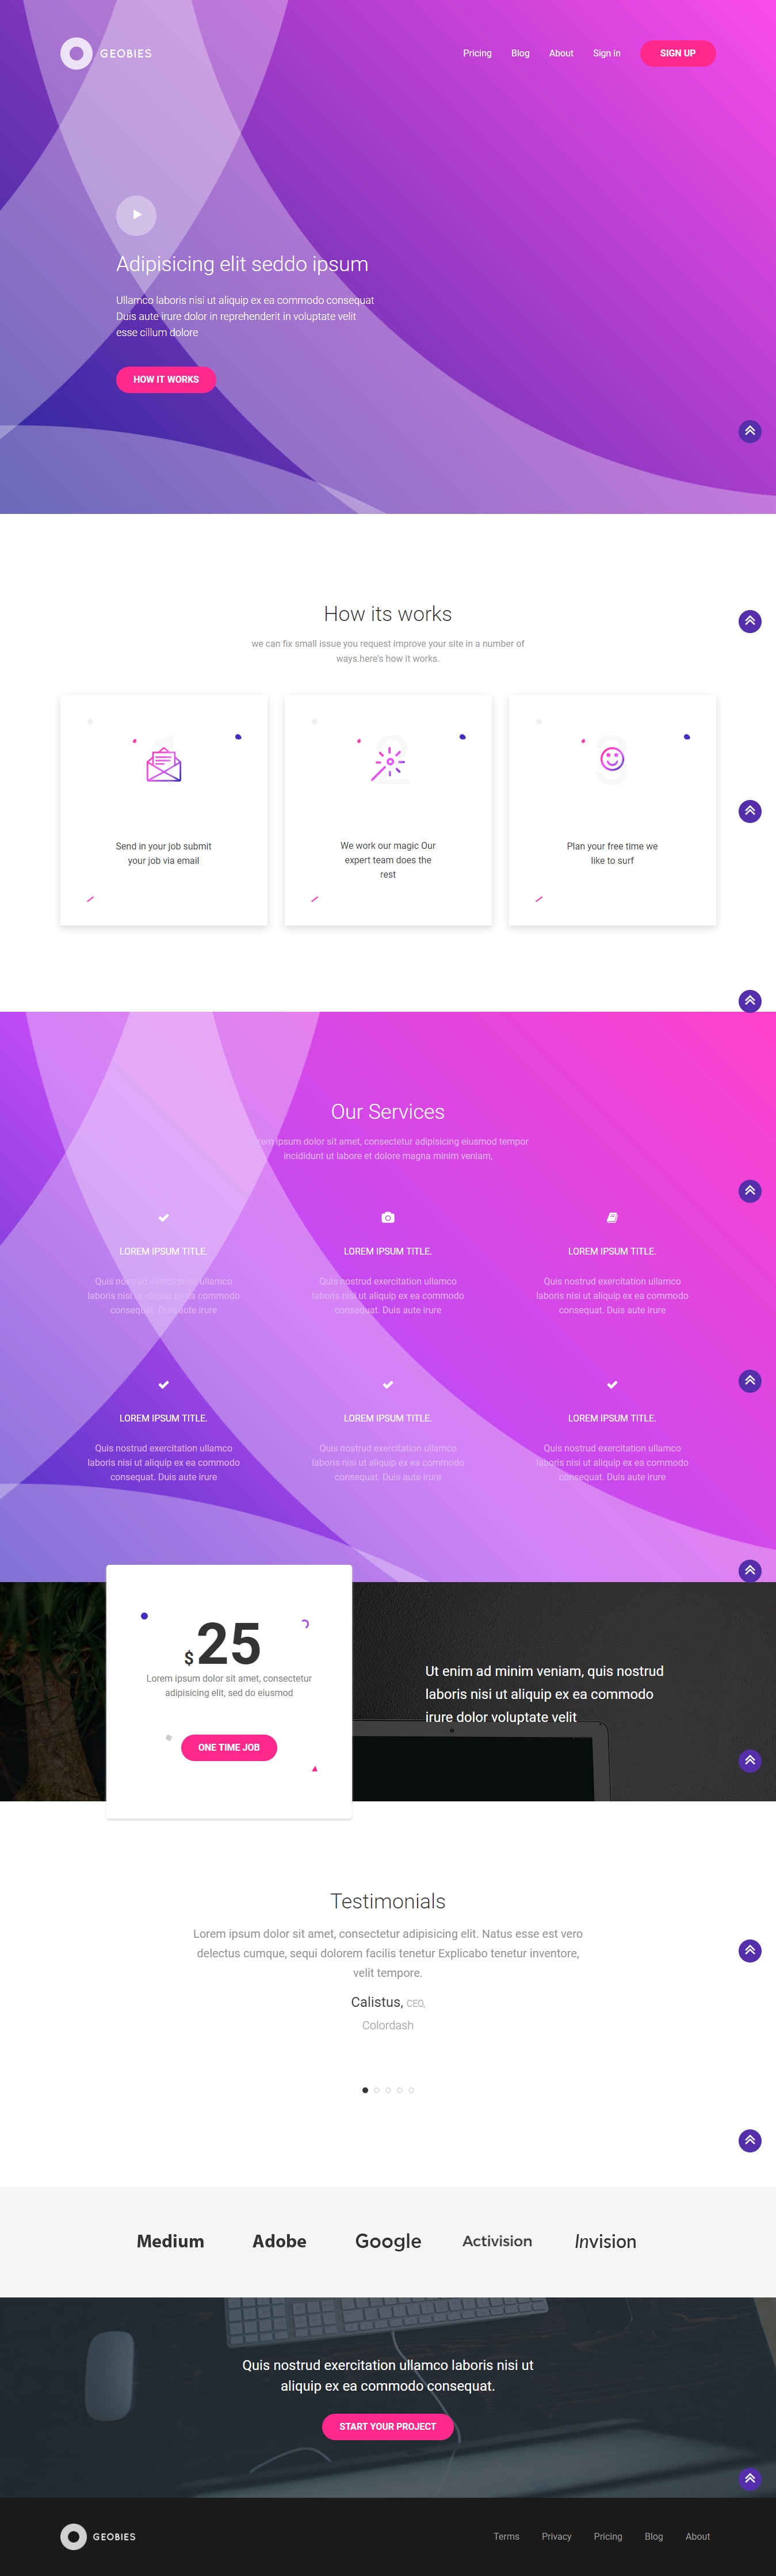 GEOBIES
Pricing Blog About Sign in SIGN UP
Adipisicing elit seddo ipsum
Ullamco laboris nisi ut aliquip ex ea commodo consequat
Duis aute irure dolor in reprehenderit in voluptate velit
esse cillum dolore
HOW IT WORKS
How its works
we can fix small issue you request improve your site in a number of
ways.here's how it works.
1
2
3
Send in your job submit
your job via email
We work our magic Our
expert team does the
rest
Plan your free time we
like to surf
Our Services
Lorem ipsum dolor sit amet, consectetur adipisicing eiusmod tempor
incididunt ut labore et dolore magna minim veniam,
LOREM IPSUM TITLE.
Quis nostrud exercitation ullamco
laboris nisi ut aliquip ex ea commodo
consequat. Duis aute irure
LOREM IPSUM TITLE.
Quis nostrud exercitation ullamco
laboris nisi ut aliquip ex ea commodo
consequat. Duis aute irure
LOREM IPSUM TITLE.
Quis nostrud exercitation ullamco
laboris nisi ut aliquip ex ea commodo
consequat. Duis aute irure
LOREM IPSUM TITLE.
Quis nostrud exercitation ullamco
laboris nisi ut aliquip ex ea commodo
consequat. Duis aute irure
LOREM IPSUM TITLE.
Quis nostrud exercitation ullamco
laboris nisi ut aliquip ex ea commodo
consequat. Duis aute irure
LOREM IPSUM TITLE.
Quis nostrud exercitation ullamco
laboris nisi ut aliquip ex ea commodo
consequat. Duis aute irure
$25
Lorem ipsum dolor sit amet, consectetur
adipisicing elit, sed do eiusmod
ONE TIME JOB
Ut enim ad minim veniam, quis nostrud
laboris nisi ut aliquip ex ea commodo
irure dolor voluptate velit
Testimonials
Lorem ipsum dolor sit amet, consectetur adipisicing elit. Natus esse est vero
delectus cumque, sequi dolorem facilis tenetur Explicabo tenetur inventore,
velit tempore.
Calistus, CEO,
Colordash
Medium Adobe Google Activision Invision
Quis nostrud exercitation ullamco laboris nisi ut
aliquip ex ea commodo consequat.
START YOUR PROJECT
GEOBIES
Terms Privacy Pricing Blog About